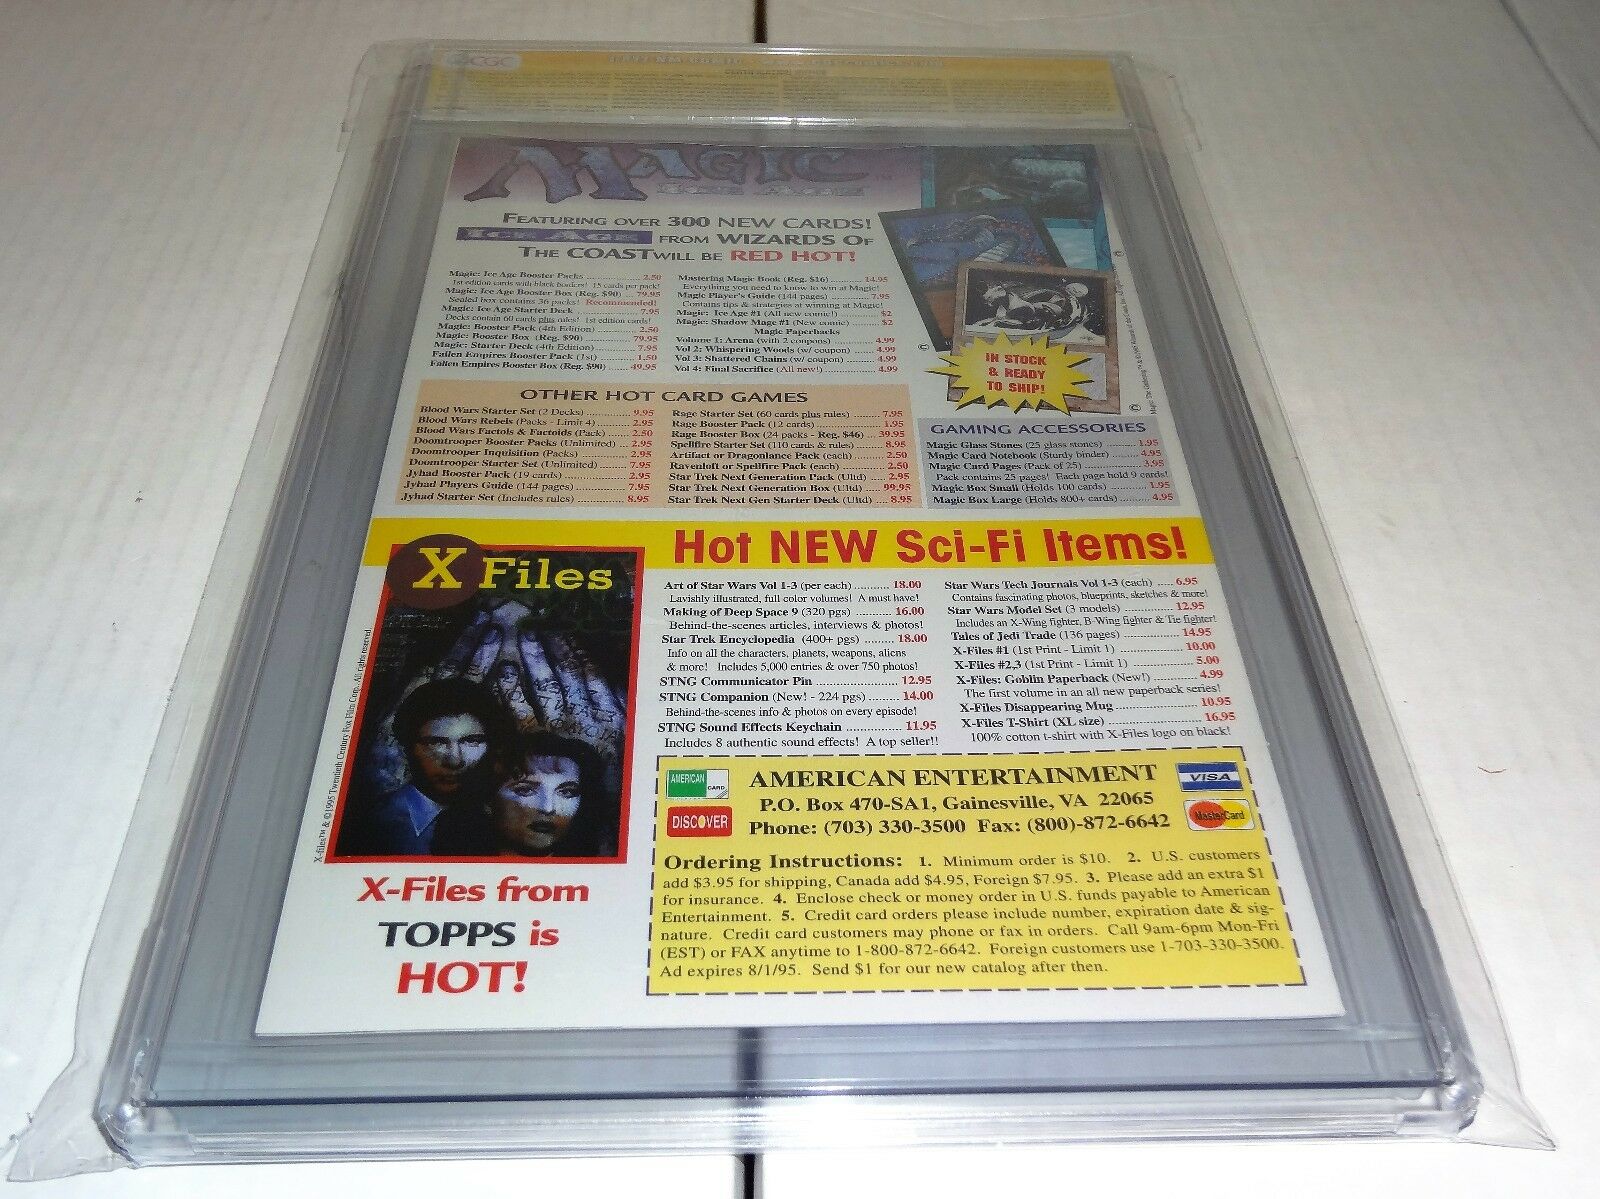 CGC
MAGIC
ICE AGE
FEATURING OVER 300 NEW CARDS!
ICE AGE FROM WIZARDS OF
THE COAST WILL BE RED HOT!
Magic: Ice Age Booster Packs ........ 2.50
1st edition cards with black borders! 15 cards per pack!
Magic: Ice Age Booster Box (Reg. $90) ... 79.95
Sealed box contains 36 packs! Recommended!
Magic: Ice Age Starter Deck ........ 7.95
Decks contain 60 cards plus rules! 1st edition cards!
Magic: Booster Pack (4th Edition) ........ 2.50
Magic: Booster Box (Reg. $90) ........ 79.95
Magic: Starter Deck (4th Edition) ........ 7.95
Fallen Empires Booster Pack (1st) ........ 1.50
Fallen Empires Booster Box (Reg. $90) ..... 49.95
Mastering Magic Book (Reg. $16) ........ 14.95
Everything you need to know to win at Magic!
Magic Player's Guide (144 pages) ........ 7.95
Contains tips & strategies at winning at Magic!
Magic: Ice Age #1 (All new comic!) ........ $2
Magic: Shadow Mage #1 (New comic) ........ $2
Magic Paperbacks
Volume 1: Arena (with 2 coupons) ........ 4.99
Vol 2: Whispering Woods (w/ coupon) ..... 4.99
Vol 3: Shattered Chains (w/ coupon) ..... 4.99
Vol 4: Final Sacrifice (All new!) ........ 4.99
IN STOCK
& READY
TO SHIP!
OTHER HOT CARD GAMES
Blood Wars Starter Set (2 Decks) ........ 9.95
Blood Wars Rebels (Packs - Limit 4) ........ 2.95
Blood Wars Factols & Factoids (Pack) ..... 2.50
Doomtrooper Booster Packs (Unlimited) .. 2.95
Doomtrooper Inquisition (Packs) ........ 2.95
Doomtrooper Starter Set (Unlimited) ..... 7.95
Jyhad Booster Pack (19 cards) ........ 2.95
Jyhad Players Guide (144 pages) ........ 7.95
Jyhad Starter Set (Includes rules) ........ 8.95
Rage Starter Set (60 cards plus rules) ..... 7.95
Rage Booster Pack (12 cards) ........ 1.95
Rage Booster Box (24 packs - Reg. $46) .. 39.95
Spellfire Starter Set (110 cards & rules) ... 8.95
Artifact or Dragonlance Pack (each) ..... 2.50
Ravenloft or Spellfire Pack (each) ........ 2.50
Star Trek Next Generation Pack (Ultd) ... 2.95
Star Trek Next Generation Box (Ultd) ... 99.95
Star Trek Next Gen Starter Deck (Ultd) ... 8.95
GAMING ACCESSORIES
Magic Glass Stones (25 glass stones) ..... 1.95
Magic Card Notebook (Sturdy binder) ..... 4.95
Magic Card Pages (Pack of 25) ........ 3.95
Pack contains 25 pages! Each page hold 9 cards!
Magic Box Small (Holds 100 cards) ........ 1.95
Magic Box Large (Holds 800+ cards) ..... 4.95
Hot NEW Sci-Fi Items!
X Files
X-files™ & ©1995 Twentieth Century Fox Film Corp. All rights reserved
X-Files from
TOPPS is
HOT!
Art of Star Wars Vol 1-3 (per each) .......... 18.00
Lavishly illustrated, full color volumes! A must have!
Making of Deep Space 9 (320 pgs) ......... 16.00
Behind-the-scenes articles, interviews & photos!
Star Trek Encyclopedia (400+ pgs) ......... 18.00
Info on all the characters, planets, weapons, aliens
& more! Includes 5,000 entries & over 750 photos!
STNG Communicator Pin ........ 12.95
STNG Companion (New! - 224 pgs) ......... 14.00
Behind-the-scenes info & photos on every episode!
STNG Sound Effects Keychain ........ 11.95
Includes 8 authentic sound effects! A top seller!!
Star Wars Tech Journals Vol 1-3 (each) ..... 6.95
Contains fascinating photos, blueprints, sketches & more!
Star Wars Model Set (3 models) ........ 12.95
Includes an X-Wing fighter, B-Wing fighter & Tie fighter!
Tales of Jedi Trade (136 pages) ........ 14.95
X-Files #1 (1st Print - Limit 1) ........ 10.00
X-Files #2,3 (1st Print - Limit 1) ........ 5.00
X-Files: Goblin Paperback (New!) ........ 4.99
The first volume in an all new paperback series!
X-Files Disappearing Mug ........ 10.95
X-Files T-Shirt (XL size) ........ 16.95
100% cotton t-shirt with X-Files logo on black!
AMERICAN
CARD
DISCOVER
VISA
MasterCard
AMERICAN ENTERTAINMENT
P.O. Box 470-SA1, Gainesville, VA 22065
Phone: (703) 330-3500 Fax: (800)-872-6642
Ordering Instructions: 1. Minimum order is $10. 2. U.S. customers
add $3.95 for shipping, Canada add $4.95, Foreign $7.95. 3. Please add an extra $1
for insurance. 4. Enclose check or money order in U.S. funds payable to American
Entertainment. 5. Credit card orders please include number, expiration date & sig-
nature. Credit card customers may phone or fax in orders. Call 9am-6pm Mon-Fri
(EST) or FAX anytime to 1-800-872-6642. Foreign customers use 1-703-330-3500.
Ad expires 8/1/95. Send $1 for our new catalog after then.